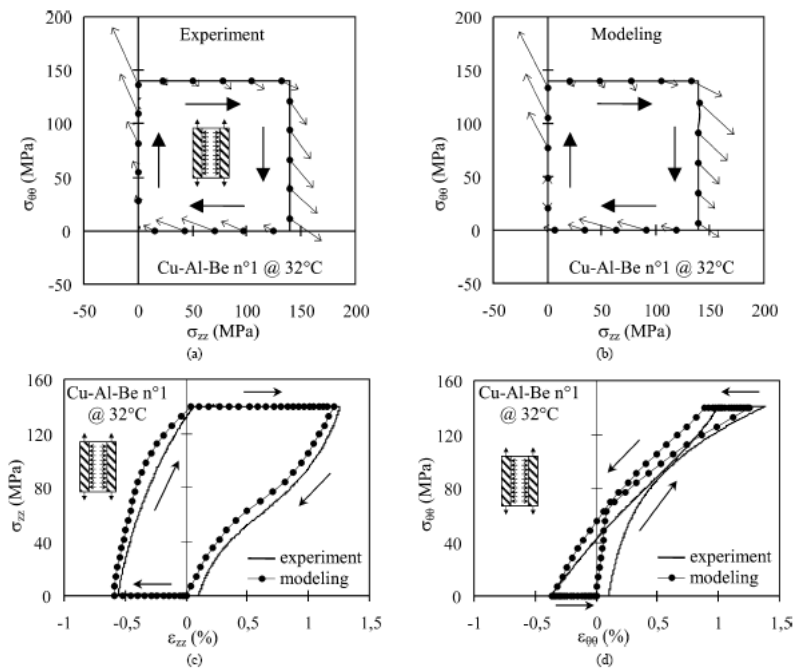 200
150
100
50
0
-50
σθθ (MPa)
Experiment
Cu-Al-Be n°1 @ 32°C
-50 0 50 100 150 200
σzz (MPa)
(a)
200
150
100
50
0
-50
σθθ (MPa)
Modeling
Cu-Al-Be n°1 @ 32°C
-50 0 50 100 150 200
σzz (MPa)
(b)
160
120
80
40
0
σzz (MPa)
Cu-Al-Be n°1
@ 32°C
experiment
modeling
-1 -0,5 0 0,5 1 1,5
εzz (%)
(c)
160
120
80
40
0
σθθ (MPa)
Cu-Al-Be n°1
@ 32°C
experiment
modeling
-1 -0,5 0 0,5 1 1,5
εθθ (%)
(d)